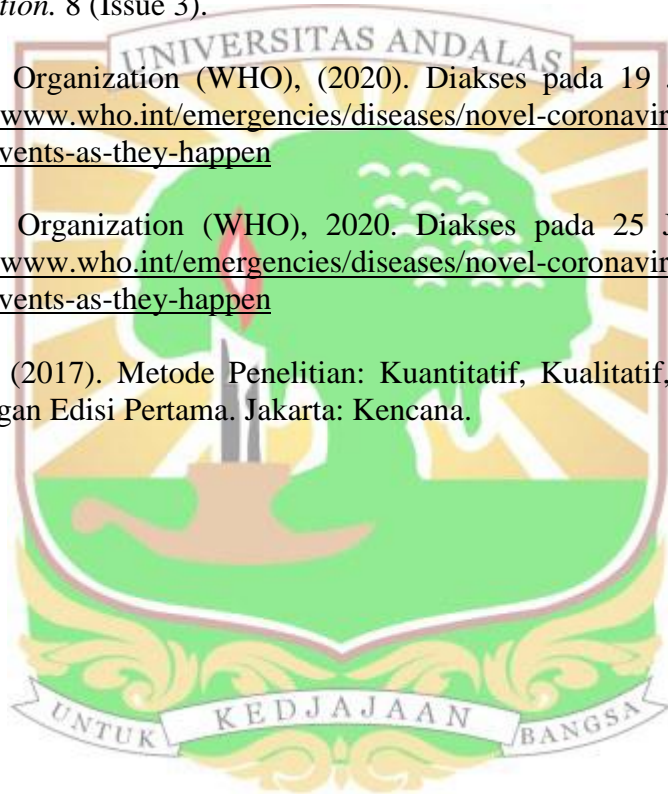 tion. 8 (Issue 3).
UNIVERSITAS ANDALAS
Organization (WHO), (2020). Diakses pada 19
www.who.int/emergencies/diseases/novel-coronavir
vents-as-they-happen
Organization (WHO), 2020. Diakses pada 25
www.who.int/emergencies/diseases/novel-coronavir
vents-as-they-happen
(2017). Metode Penelitian: Kuantitatif, Kualitatif,
gan Edisi Pertama. Jakarta: Kencana.
UNTUK KEDJAJAAN BANGSA